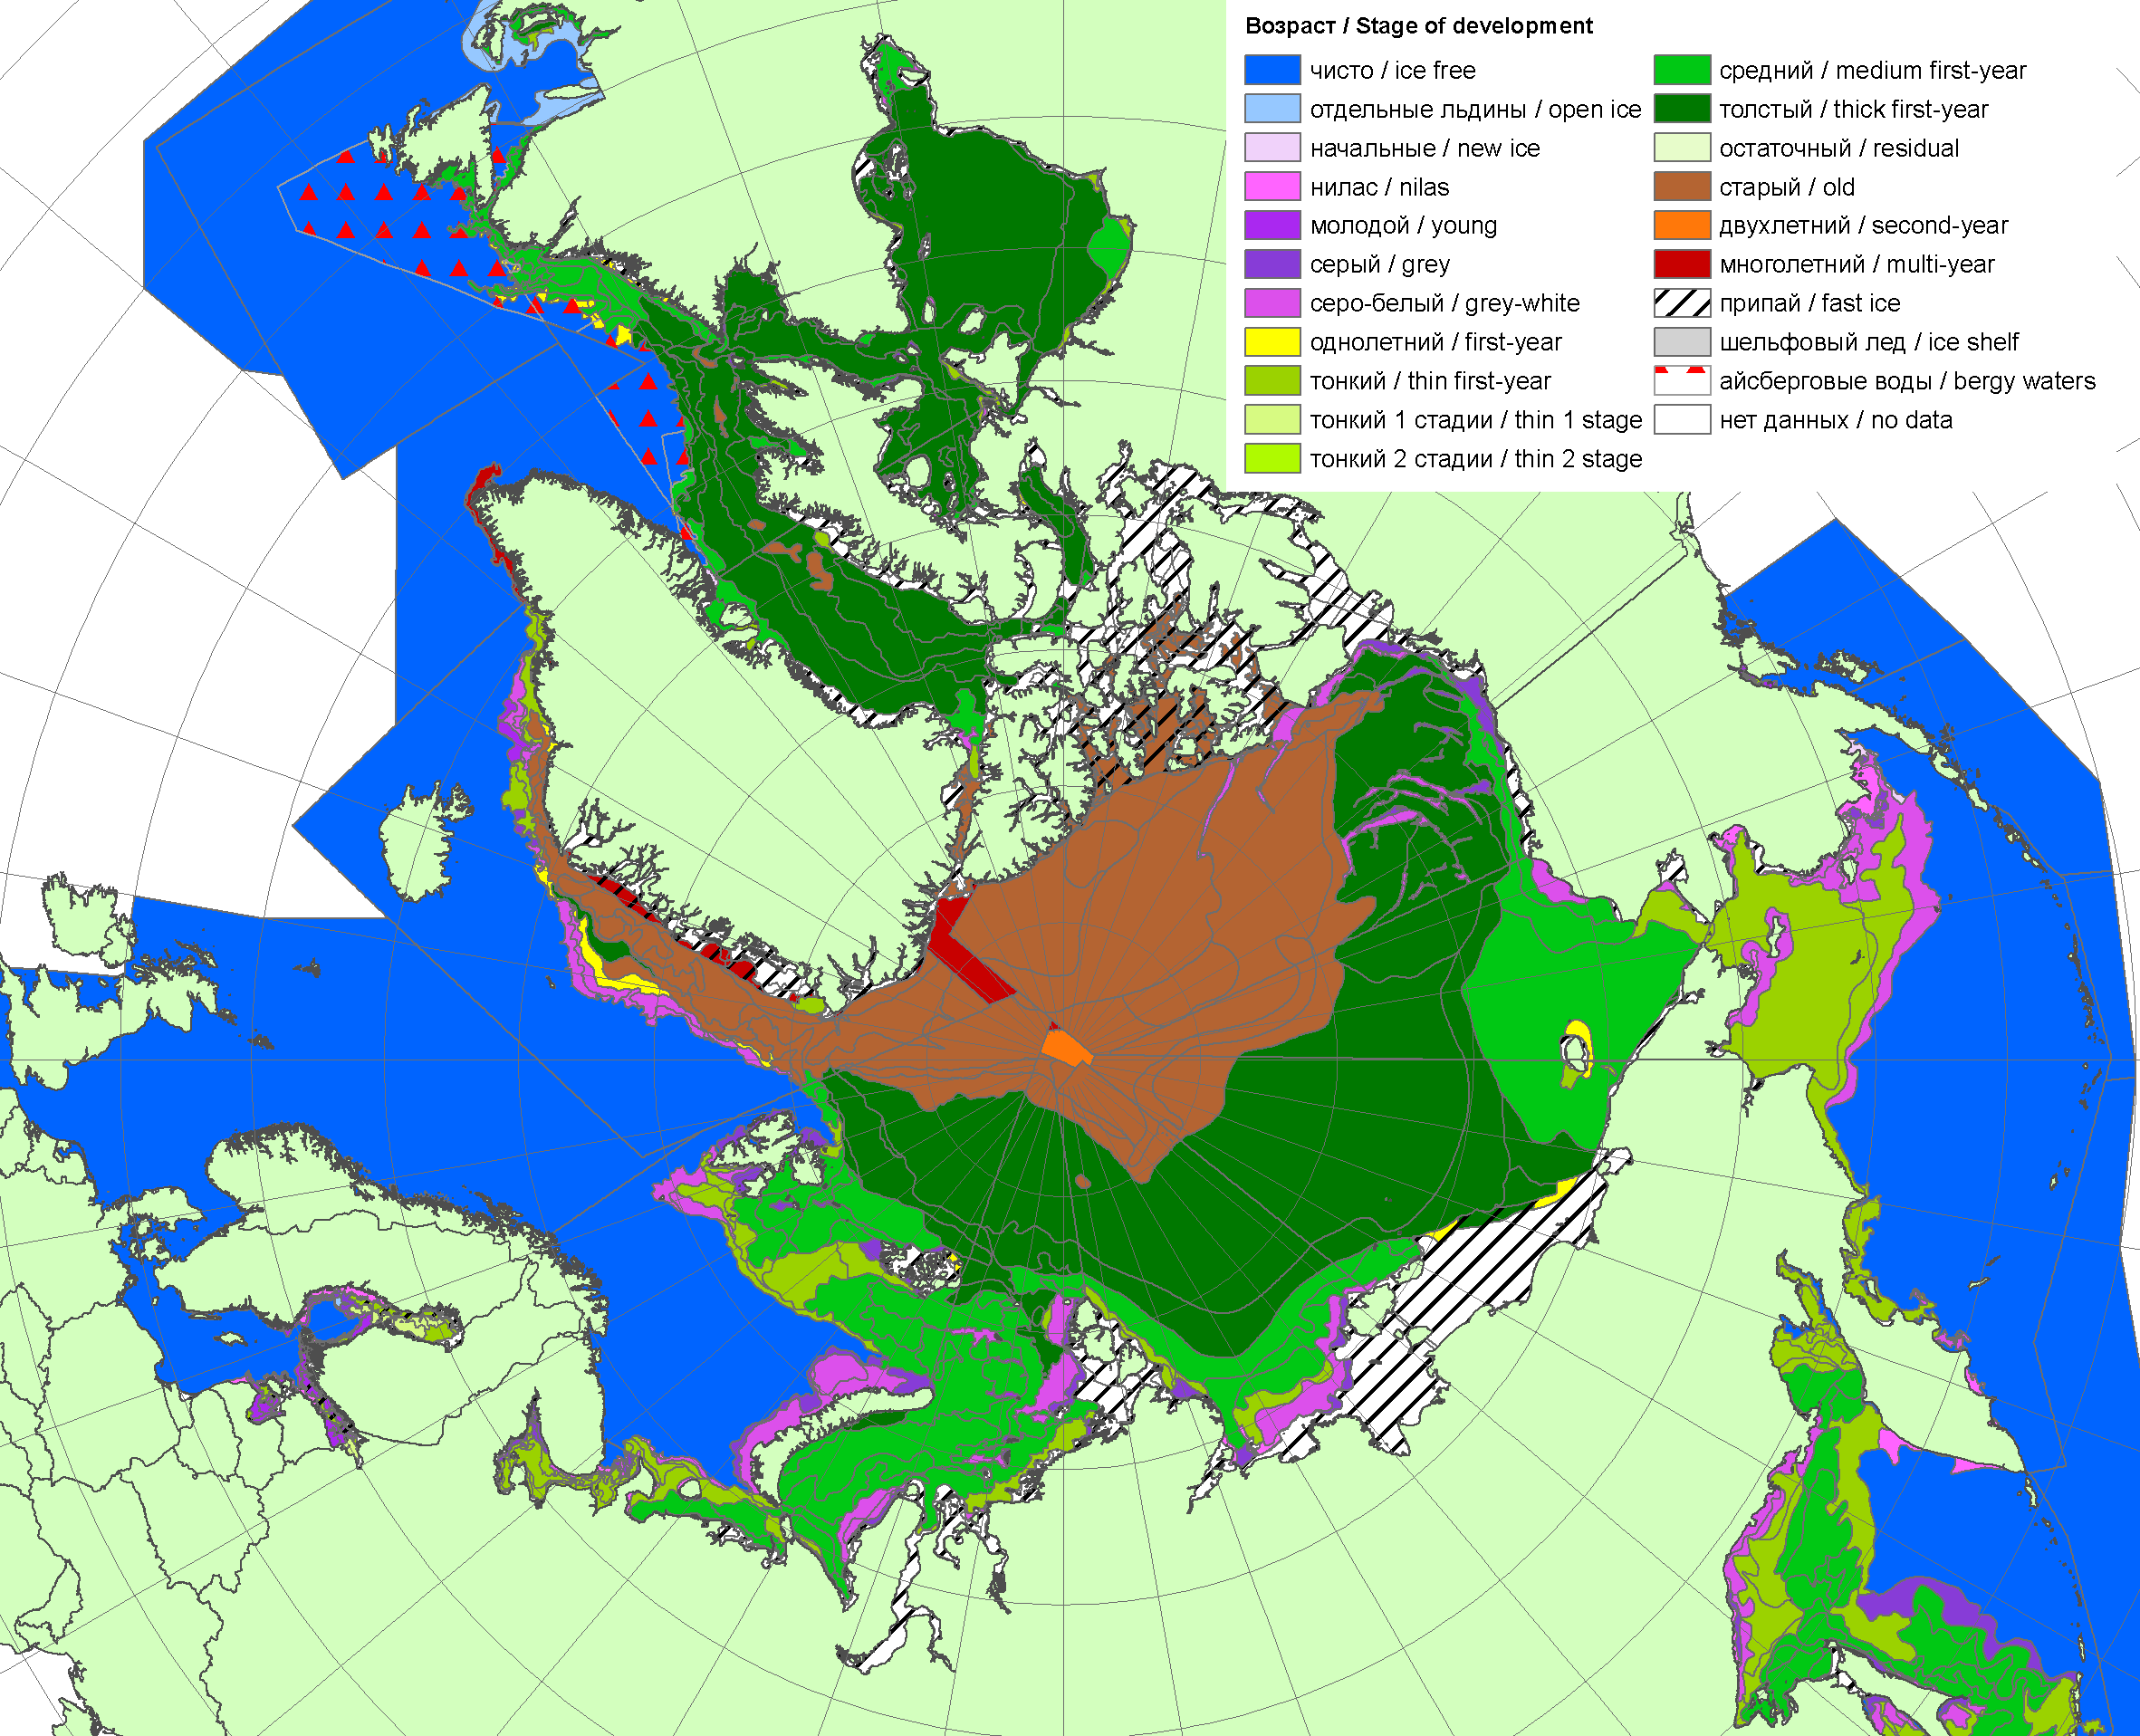 Возраст / Stage of development
чисто / ice free
отдельные льдины / open ice
начальные / new ice
нилас / nilas
молодой / young
серый / grey
серо-белый / grey-white
однолетний / first-year
тонкий / thin first-year
тонкий 1 стадии / thin 1 stage
тонкий 2 стадии / thin 2 stage
средний / medium first-year
толстый / thick first-year
остаточный / residual
старый / old
двухлетний / second-year
многолетний / multi-year
припай / fast ice
шельфовый лед / ice shelf
айсберговые воды / bergy waters
нет данных / no data